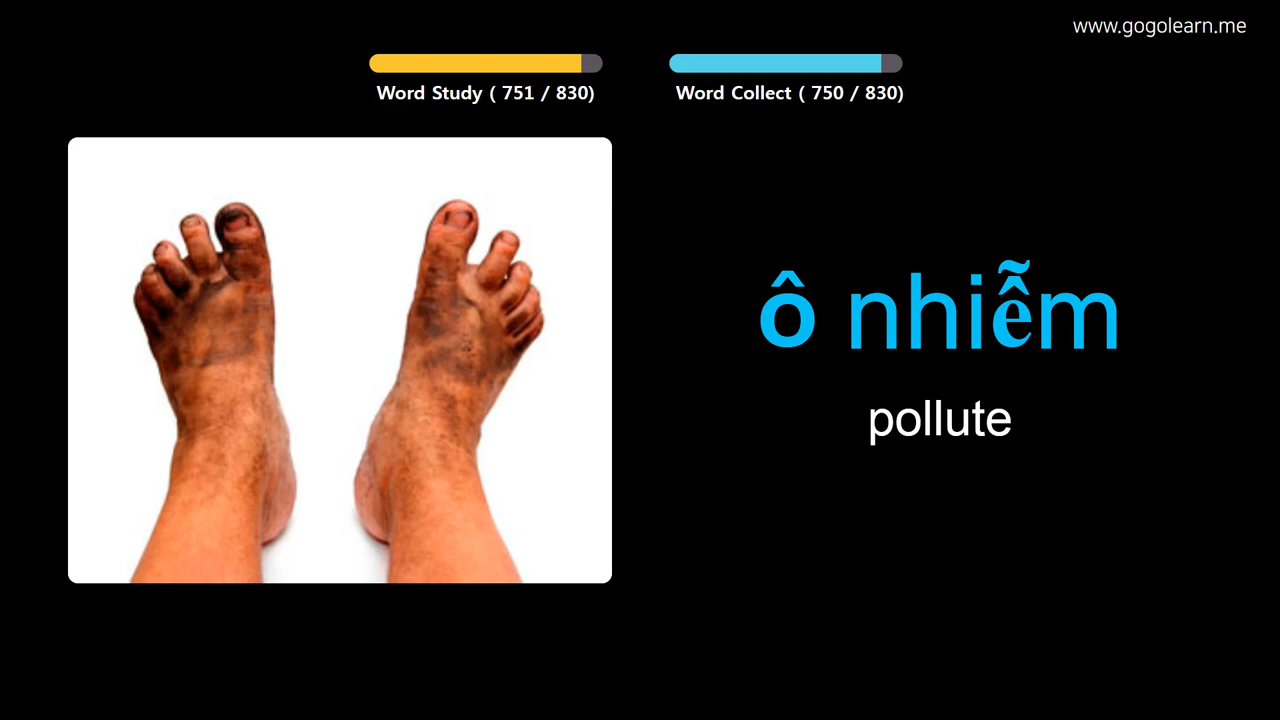 www.gogolearn.me
Word Study ( 751 / 830)
Word Collect ( 750 / 830)
ô nhiễm
pollute